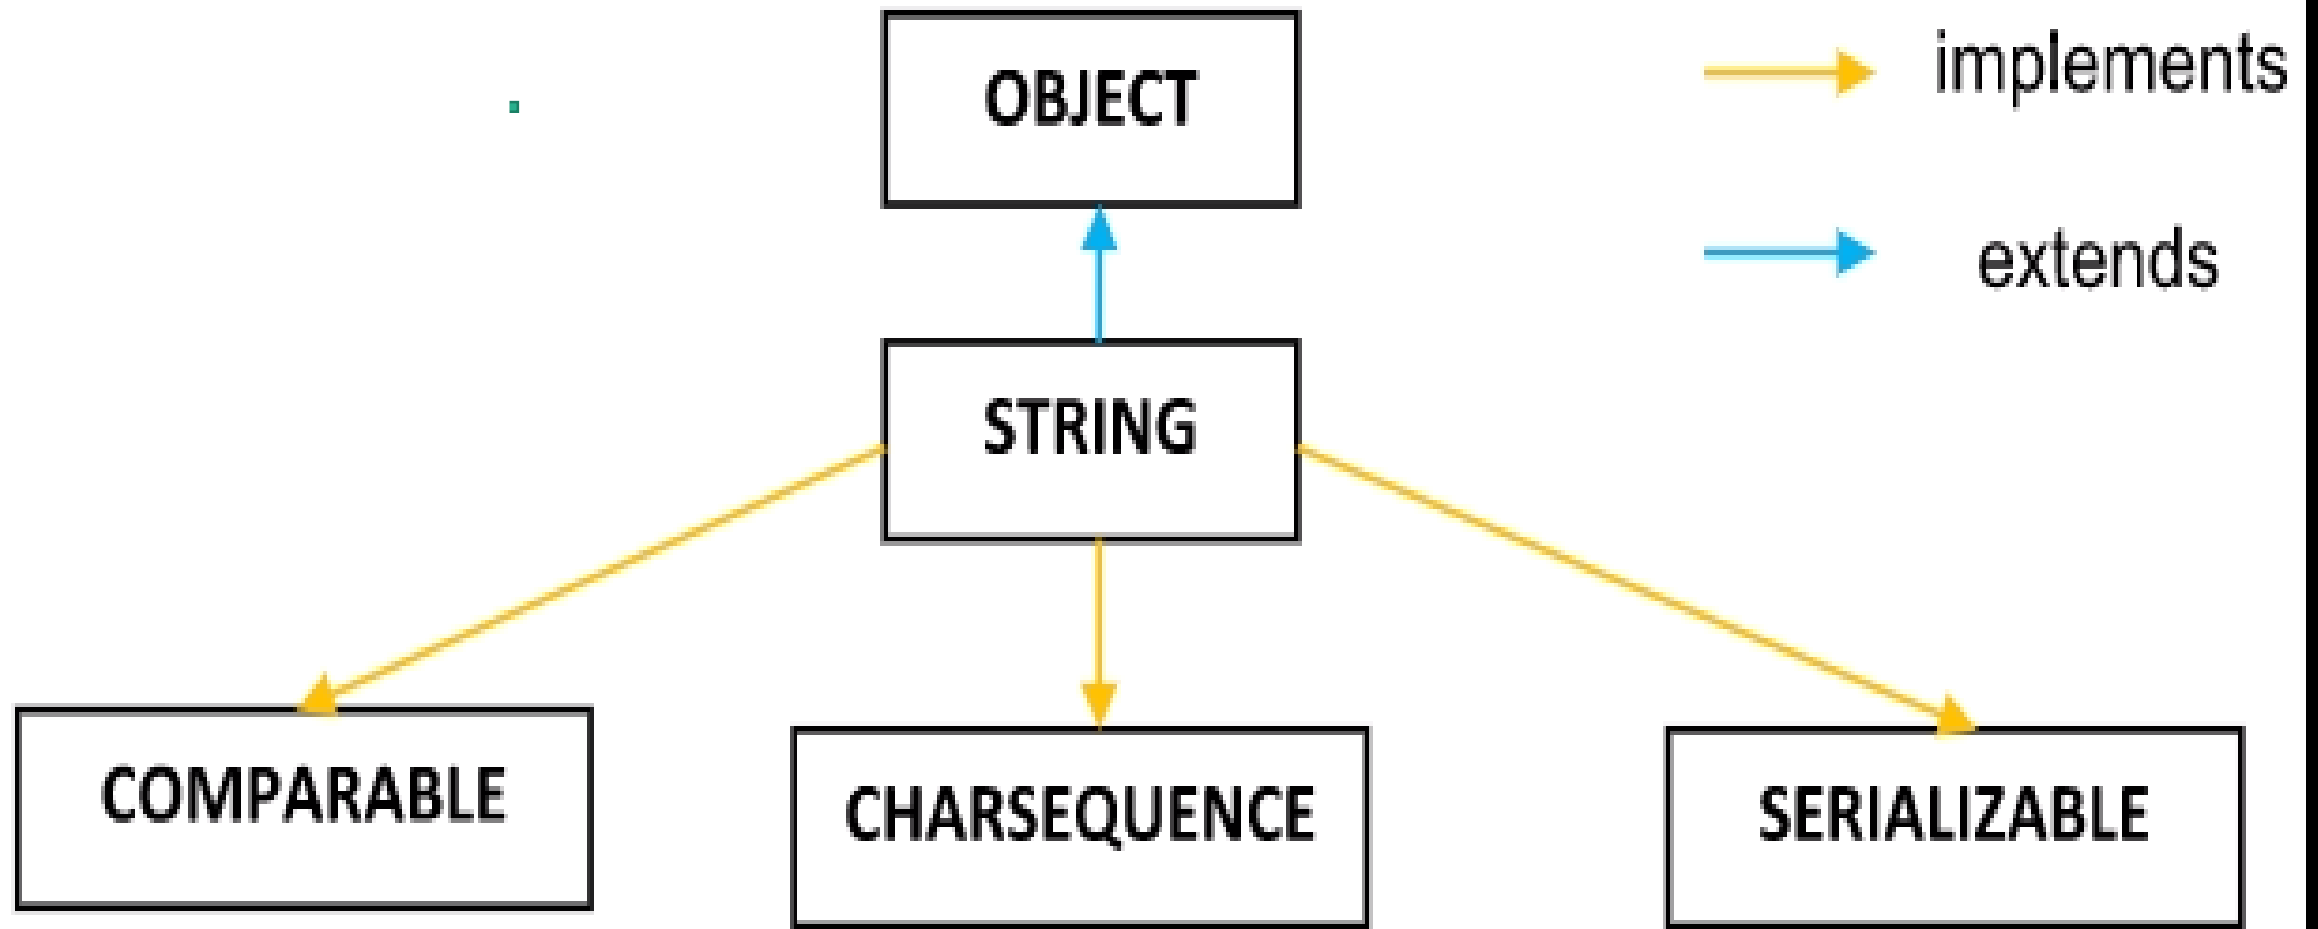 OBJECT
implements
extends
STRING
COMPARABLE
CHARSEQUENCE
SERIALIZABLE